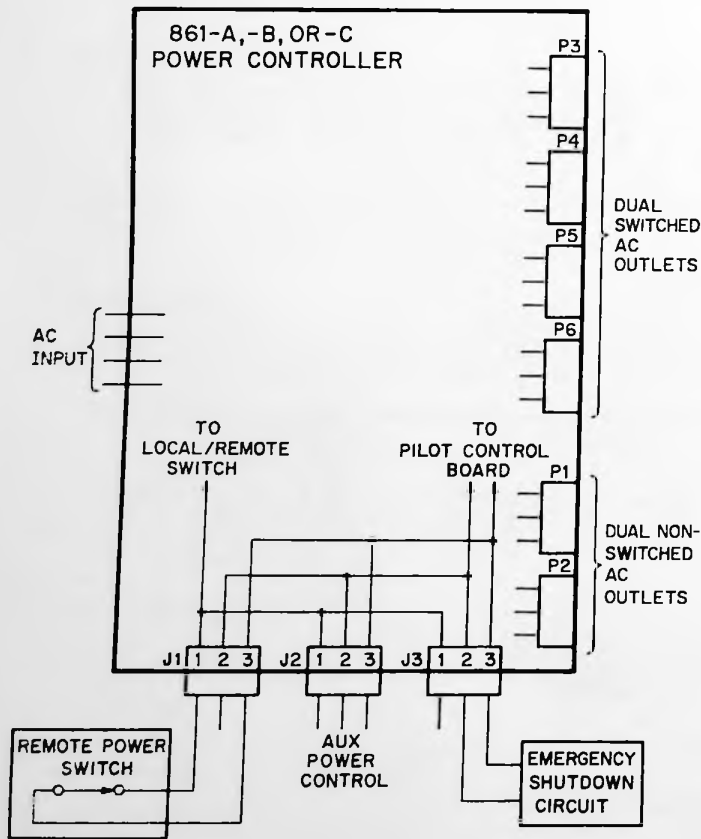 861-A,-B, OR-C
POWER CONTROLLER
P3
P4
P5
P6
DUAL
SWITCHED
AC
OUTLETS
AC
INPUT
TO
LOCAL/REMOTE
SWITCH
TO
PILOT CONTROL
BOARD
P1
P2
DUAL NON-
SWITCHED
AC
OUTLETS
J1 1 2 3
J2 1 2 3
J3 1 2 3
REMOTE POWER
SWITCH
AUX
POWER
CONTROL
EMERGENCY
SHUTDOWN
CIRCUIT